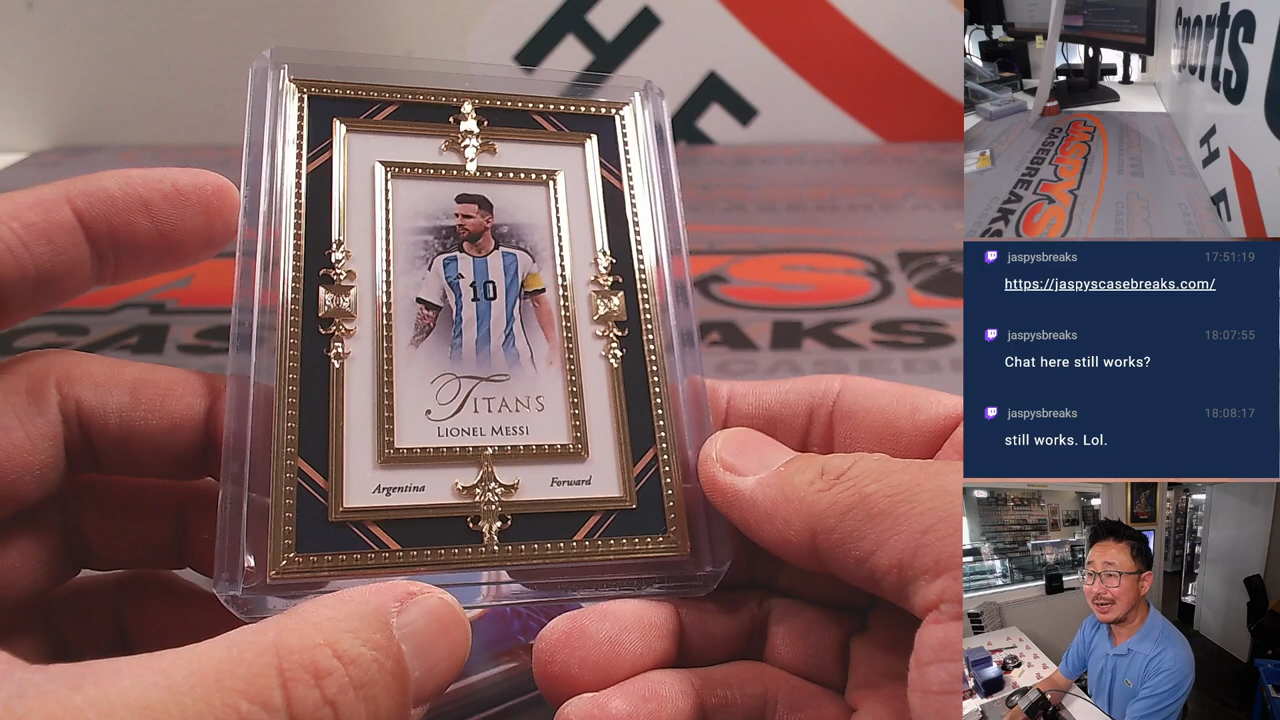 10
TITANS
LIONEL MESSI
Argentina
Forward
Sports
JASPYS
CASEBREAKS
jaspysbreaks 17:51:19
https://jaspyscasebreaks.com/
jaspysbreaks 18:07:55
Chat here still works?
jaspysbreaks 18:08:17
still works. Lol.